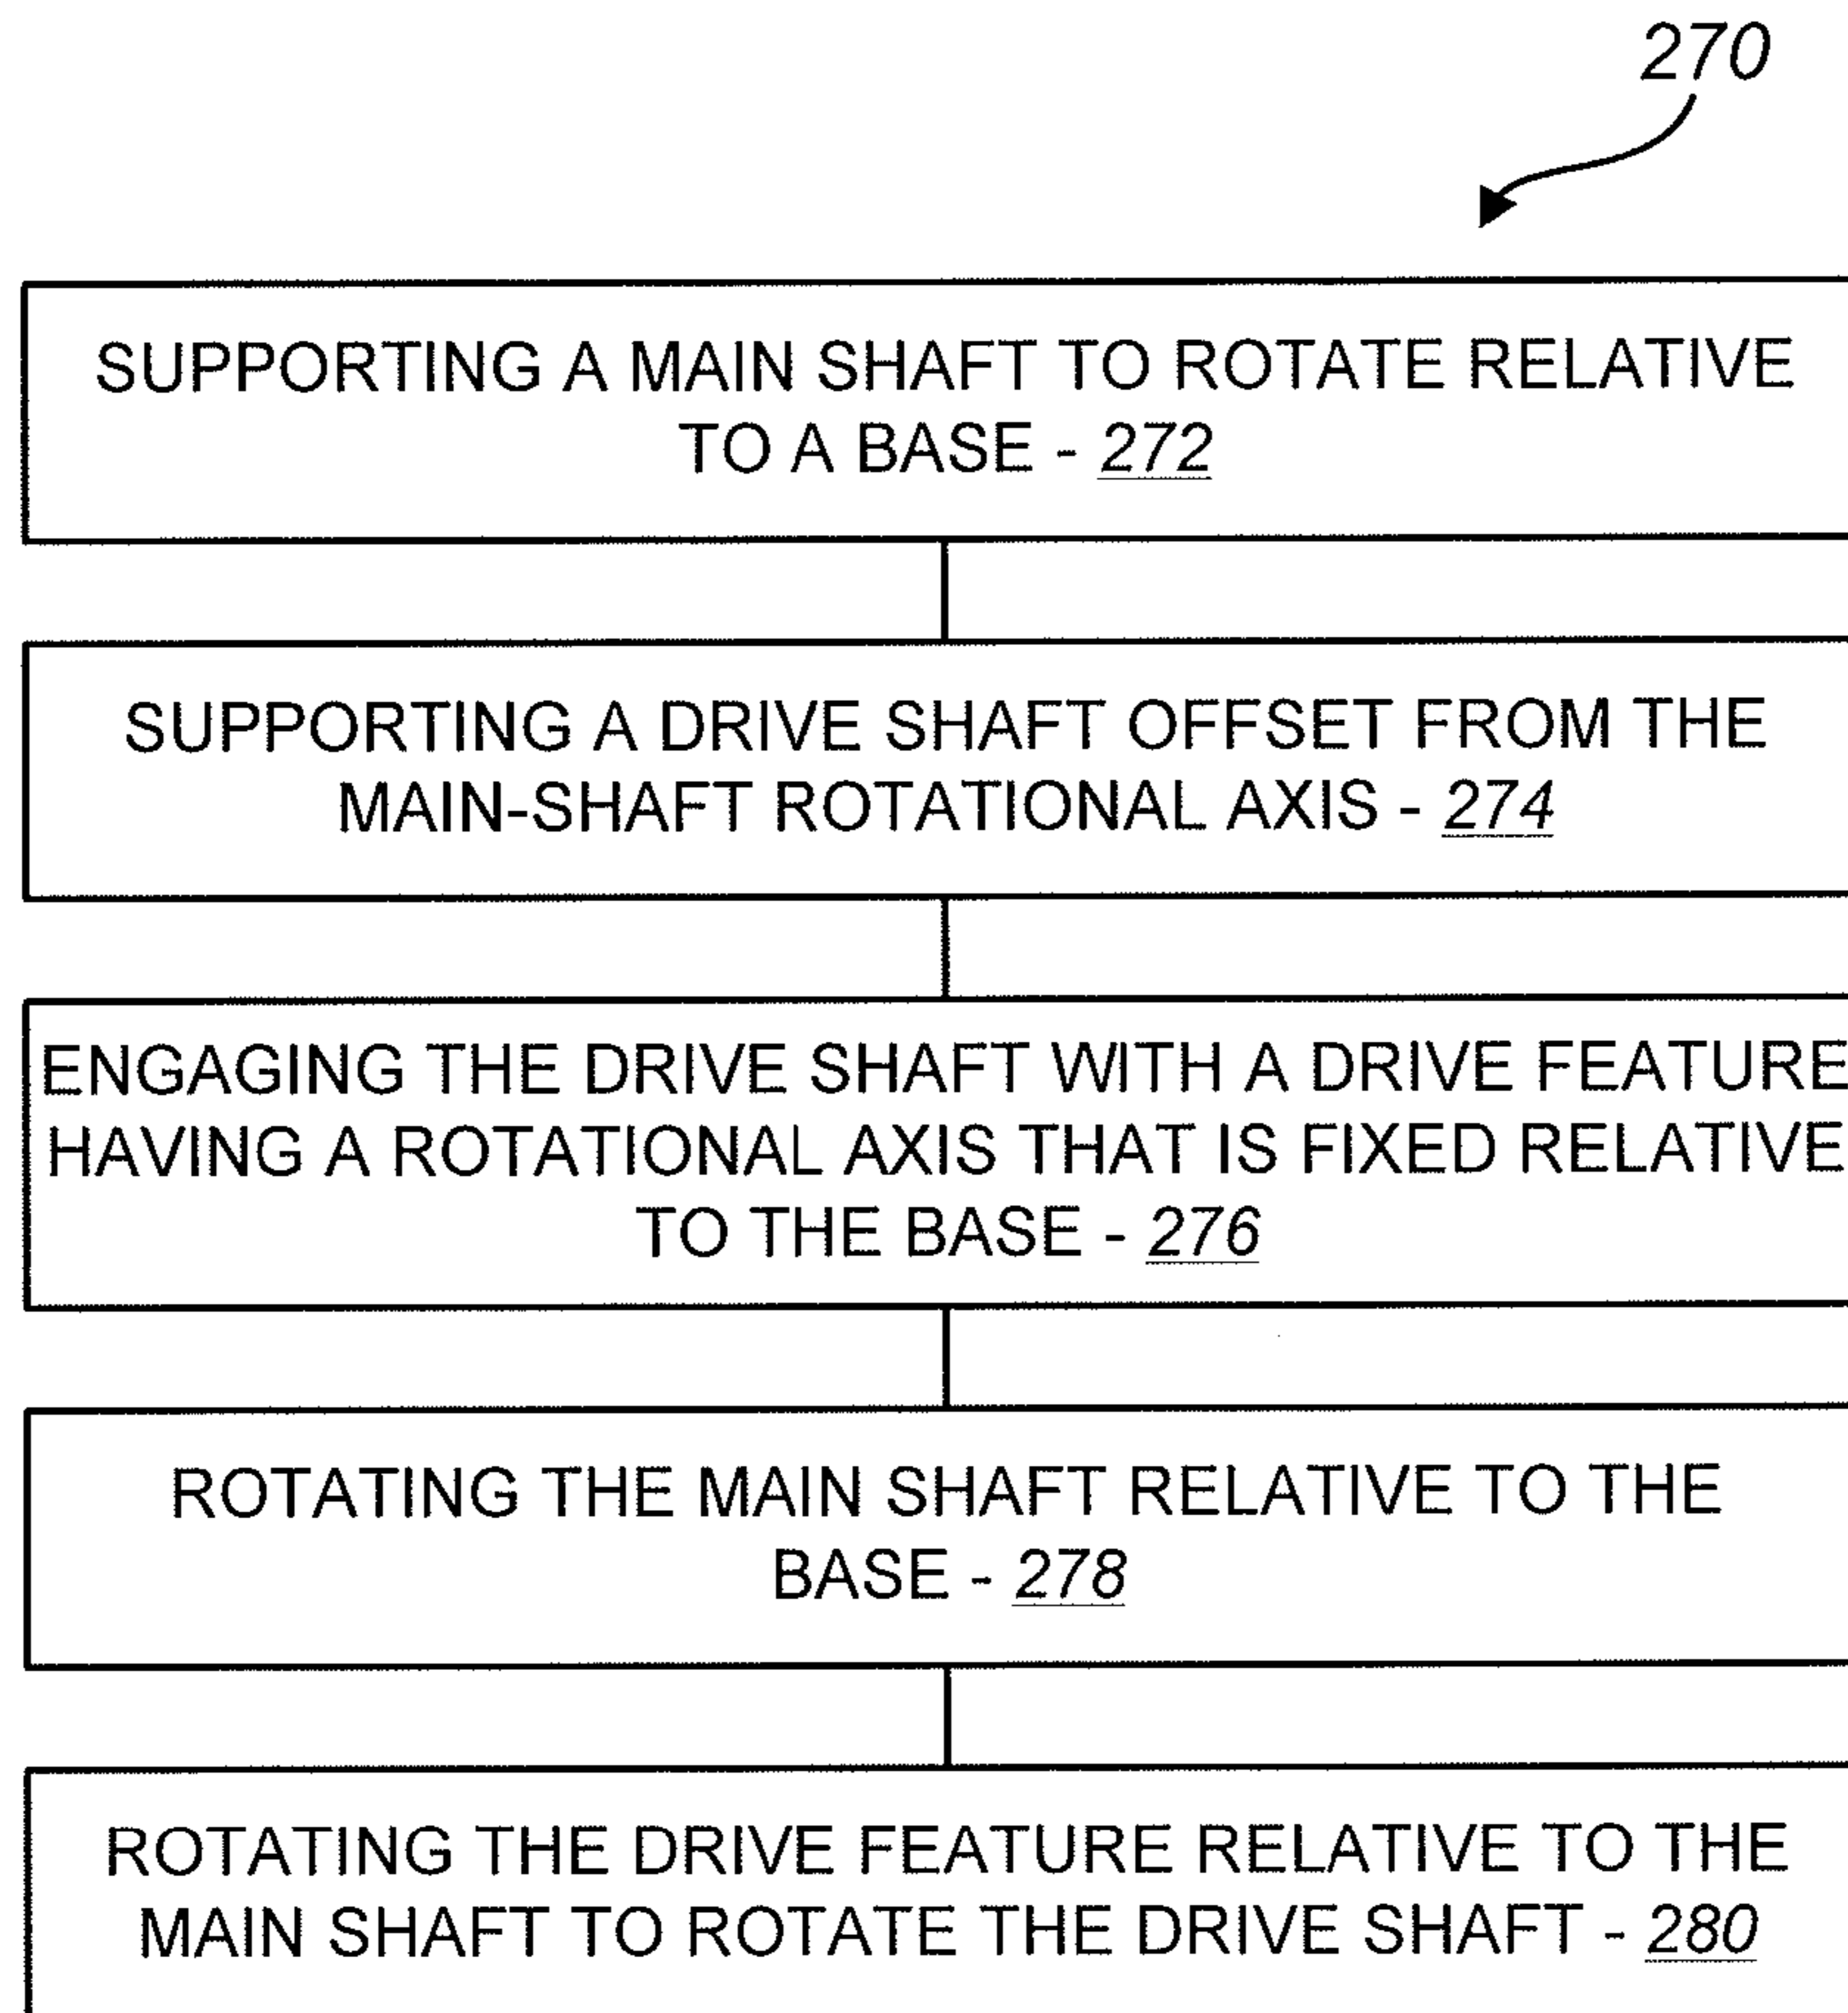 270
SUPPORTING A MAIN SHAFT TO ROTATE RELATIVE
TO A BASE - 272
SUPPORTING A DRIVE SHAFT OFFSET FROM THE
MAIN-SHAFT ROTATIONAL AXIS - 274
ENGAGING THE DRIVE SHAFT WITH A DRIVE FEATURE
HAVING A ROTATIONAL AXIS THAT IS FIXED RELATIVE
TO THE BASE - 276
ROTATING THE MAIN SHAFT RELATIVE TO THE
BASE - 278
ROTATING THE DRIVE FEATURE RELATIVE TO THE
MAIN SHAFT TO ROTATE THE DRIVE SHAFT - 280